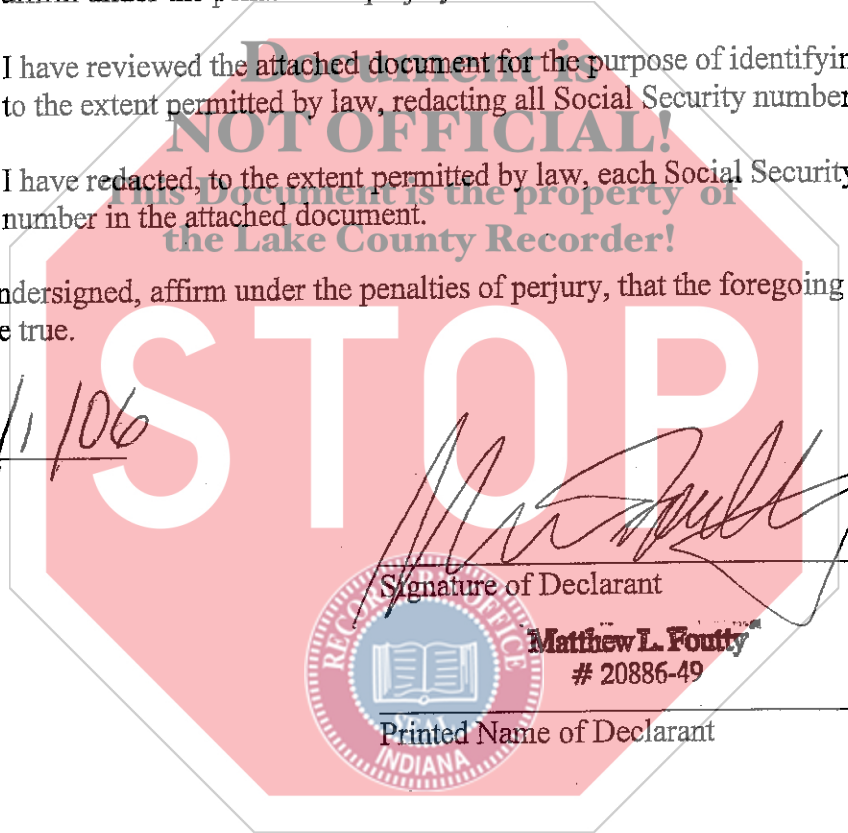 I have reviewed the attached document for the purpose of identifyin
to the extent permitted by law, redacting all Social Security number
I have redacted, to the extent permitted by law, each Social Security
number in the attached document.
ndersigned, affirm under the penalties of perjury, that the foregoing
e true.
/1/06
Signature of Declarant
Matthew L. Foutty
# 20886-49
Printed Name of Declarant
Document is
NOT OFFICIAL!
This Document is the property of
the Lake County Recorder!
STOP
RECORDER'S OFFICE
SEAL
INDIANA